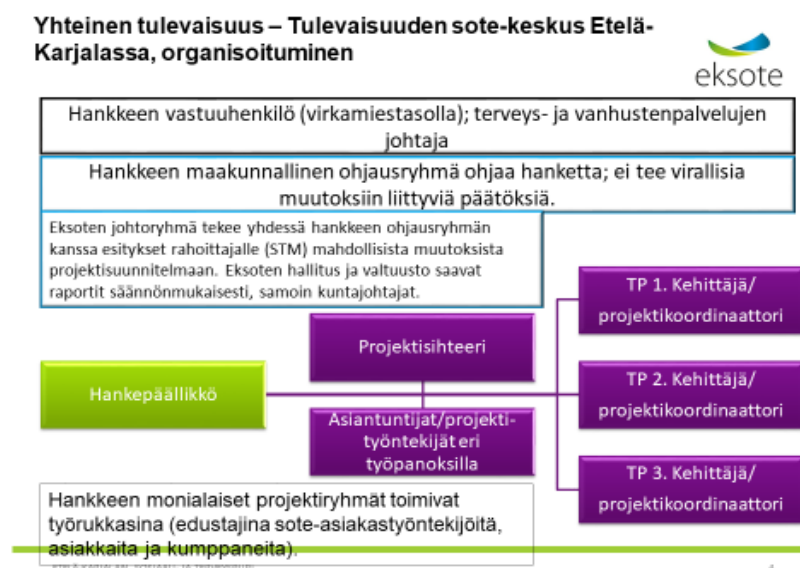 Yhteinen tulevaisuus – Tulevaisuuden sote-keskus Etelä-
Karjalassa, organisoituminen
eksote
Hankkeen vastuuhenkilö (virkamiestasolla); terveys- ja vanhustenpalvelujen
johtaja
Hankkeen maakunnallinen ohjausryhmä ohjaa hanketta; ei tee virallisia
muutoksiin liittyviä päätöksiä.
Eksoten johtoryhmä tekee yhdessä hankkeen ohjausryhmän
kanssa esitykset rahoittajalle (STM) mahdollisista muutoksista
projektisuunnitelmaan. Eksoten hallitus ja valtuusto saavat
raportit säännönmukaisesti, samoin kuntajohtajat.
TP 1. Kehittäjä/
projektikoordinaattori
Projektisihteeri
Hankepäällikkö
TP 2. Kehittäjä/
projektikoordinaattori
Asiantuntijat/projekti-
työntekijät eri
työpanoksilla
TP 3. Kehittäjä/
projektikoordinaattori
Hankkeen monialaiset projektiryhmät toimivat
työrukkasina (edustajina sote-asiakastyöntekijöitä,
asiakkaita ja kumppaneita).